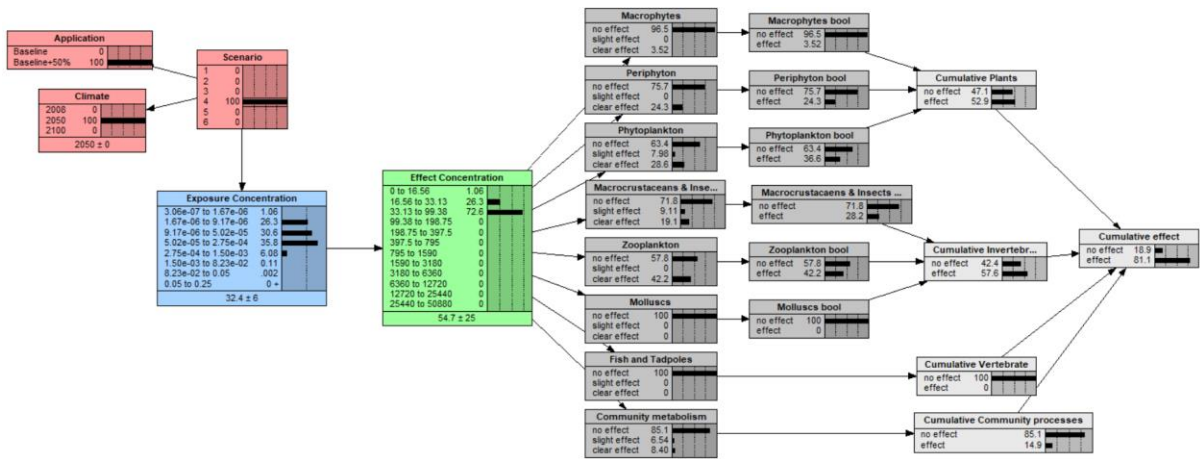 Application
Baseline 0
Baseline+50% 100
Climate
2008 0
2050 100
2100 0
2050 ± 0
Scenario
1 0
2 0
3 0
4 100
5 0
6 0
Exposure Concentration
3.06e-07 to 1.67e-06 1.06
1.67e-06 to 9.17e-06 26.3
9.17e-06 to 5.02e-05 30.6
5.02e-05 to 2.75e-04 35.8
2.75e-04 to 1.50e-03 6.08
1.50e-03 to 8.23e-02 0.11
8.23e-02 to 0.05 .002
0.05 to 0.25 0 +
32.4 ± 6
Effect Concentration
0 to 16.56 1.06
16.56 to 33.13 26.3
33.13 to 99.38 72.6
99.38 to 198.75 0
198.75 to 397.5 0
397.5 to 795 0
795 to 1590 0
1590 to 3180 0
3180 to 6360 0
6360 to 12720 0
12720 to 25440 0
25440 to 50880 0
54.7 ± 25
Macrophytes
no effect 96.5
slight effect 0
clear effect 3.52
Periphyton
no effect 75.7
slight effect 0
clear effect 24.3
Phytoplankton
no effect 63.4
slight effect 7.98
clear effect 28.6
Macrocrustaceans & Inse...
no effect 71.8
slight effect 9.11
clear effect 19.1
Zooplankton
no effect 57.8
slight effect 0
clear effect 42.2
Molluscs
no effect 100
slight effect 0
clear effect 0
Fish and Tadpoles
no effect 100
slight effect 0
clear effect 0
Community metabolism
no effect 85.1
slight effect 6.54
clear effect 8.40
Macrophytes bool
no effect 96.5
effect 3.52
Periphyton bool
no effect 75.7
effect 24.3
Phytoplankton bool
no effect 63.4
effect 36.6
Macrocrustacaens & Insects ...
no effect 71.8
effect 28.2
Zooplankton bool
no effect 57.8
effect 42.2
Molluscs bool
no effect 100
effect 0
Cumulative Plants
no effect 47.1
effect 52.9
Cumulative Invertebr...
no effect 42.4
effect 57.6
Cumulative Vertebrate
no effect 100
effect 0
Cumulative Community processes
no effect 85.1
effect 14.9
Cumulative effect
no effect 18.9
effect 81.1